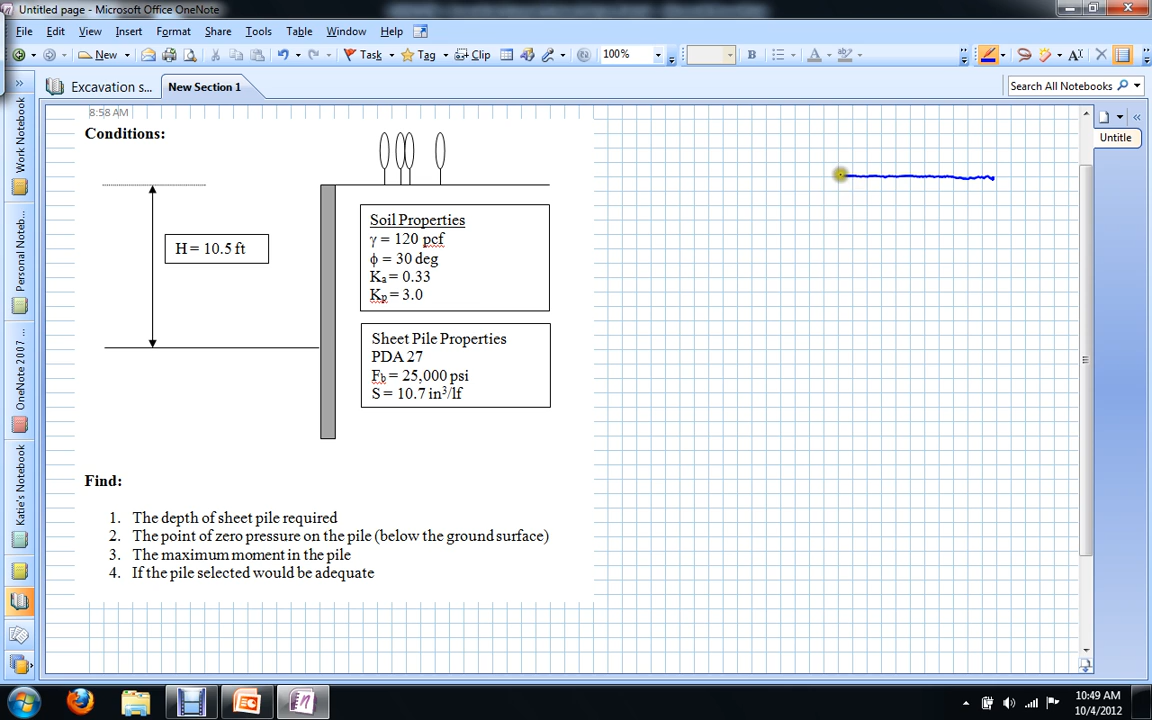 Untitled page - Microsoft Office OneNote
File Edit View Insert Format Share Tools Table Window Help
New Task Tag Clip 100% B A ab
Search All Notebooks
Excavation s... New Section 1
Untitle
Work Notebook
Personal Noteb...
OneNote 2007 ...
Katie's Notebook
8:58 AM
Conditions:
H = 10.5 ft
Soil Properties
γ = 120 pcf
ϕ = 30 deg
Ka = 0.33
Kp = 3.0
Sheet Pile Properties
PDA 27
Fb = 25,000 psi
S = 10.7 in³/lf
Find:
1. The depth of sheet pile required
2. The point of zero pressure on the pile (below the ground surface)
3. The maximum moment in the pile
4. If the pile selected would be adequate
10:49 AM
10/4/2012